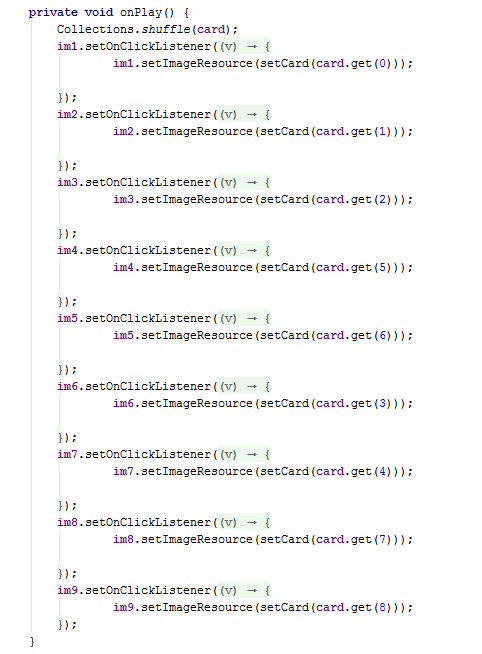 private void onPlay() {
    Collections.shuffle(card);
    im1.setOnClickListener((v) → {
            im1.setImageResource(setCard(card.get(0)));

    });
    im2.setOnClickListener((v) → {
            im2.setImageResource(setCard(card.get(1)));

    });
    im3.setOnClickListener((v) → {
            im3.setImageResource(setCard(card.get(2)));

    });
    im4.setOnClickListener((v) → {
            im4.setImageResource(setCard(card.get(5)));

    });
    im5.setOnClickListener((v) → {
            im5.setImageResource(setCard(card.get(6)));

    });
    im6.setOnClickListener((v) → {
            im6.setImageResource(setCard(card.get(3)));

    });
    im7.setOnClickListener((v) → {
            im7.setImageResource(setCard(card.get(4)));

    });
    im8.setOnClickListener((v) → {
            im8.setImageResource(setCard(card.get(7)));

    });
    im9.setOnClickListener((v) → {
            im9.setImageResource(setCard(card.get(8)));
    });
}